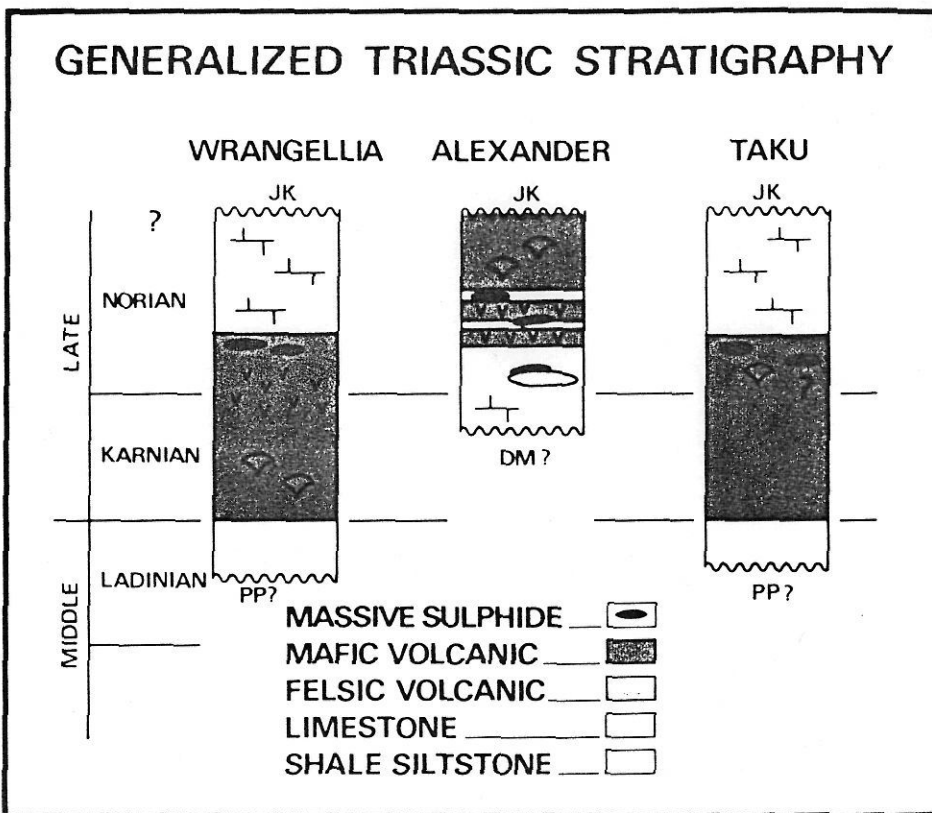 GENERALIZED TRIASSIC STRATIGRAPHY
WRANGELLIA ALEXANDER TAKU
JK JK JK
?
NORIAN
LATE
KARNIAN
DM ?
LADINIAN
PP? PP ?
MIDDLE
MASSIVE SULPHIDE
MAFIC VOLCANIC
FELSIC VOLCANIC
LIMESTONE
SHALE SILTSTONE